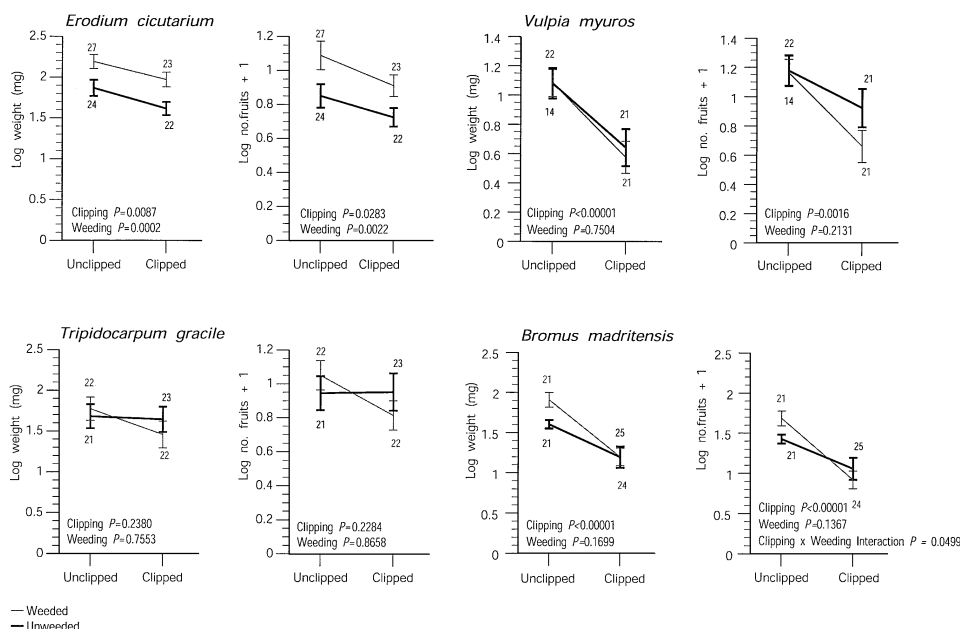 Erodium cicutarium
Vulpia myuros
Log weight (mg)
2.5
2
1.5
1
0.5
0
27
23
24
22
Clipping P=0.0087
Weeding P=0.0002
Unclipped Clipped
Log no.fruits + 1
1.2
1
0.8
0.6
0.4
0.2
0
27
23
24
22
Clipping P=0.0283
Weeding P=0.0022
Unclipped Clipped
Log weight (mg)
1.4
1.2
1
0.8
0.6
0.4
0.2
0
22
14
21
21
Clipping P<0.00001
Weeding P=0.7504
Unclipped Clipped
Log no. fruits + 1
1.4
1.2
1
0.8
0.6
0.4
0.2
0
22
14
21
21
Clipping P=0.0016
Weeding P=0.2131
Unclipped Clipped
Tripidocarpum gracile
Bromus madritensis
Log weight (mg)
2.5
2
1.5
1
0.5
0
22
23
21
22
Clipping P=0.2380
Weeding P=0.7553
Unclipped Clipped
Log no. fruits + 1
1.2
1
0.8
0.6
0.4
0.2
0
22
23
21
22
Clipping P=0.2284
Weeding P=0.8658
Unclipped Clipped
Log weight (mg)
2.5
2
1.5
1
0.5
0
21
21
25
24
Clipping P<0.00001
Weeding P=0.1699
Unclipped Clipped
Log no.fruits + 1
2.5
2
1.5
1
0.5
0
21
21
25
24
Clipping P<0.00001
Weeding P=0.1367
Clipping x Weeding Interaction P = 0.0499
Unclipped Clipped
Weeded
Unweeded